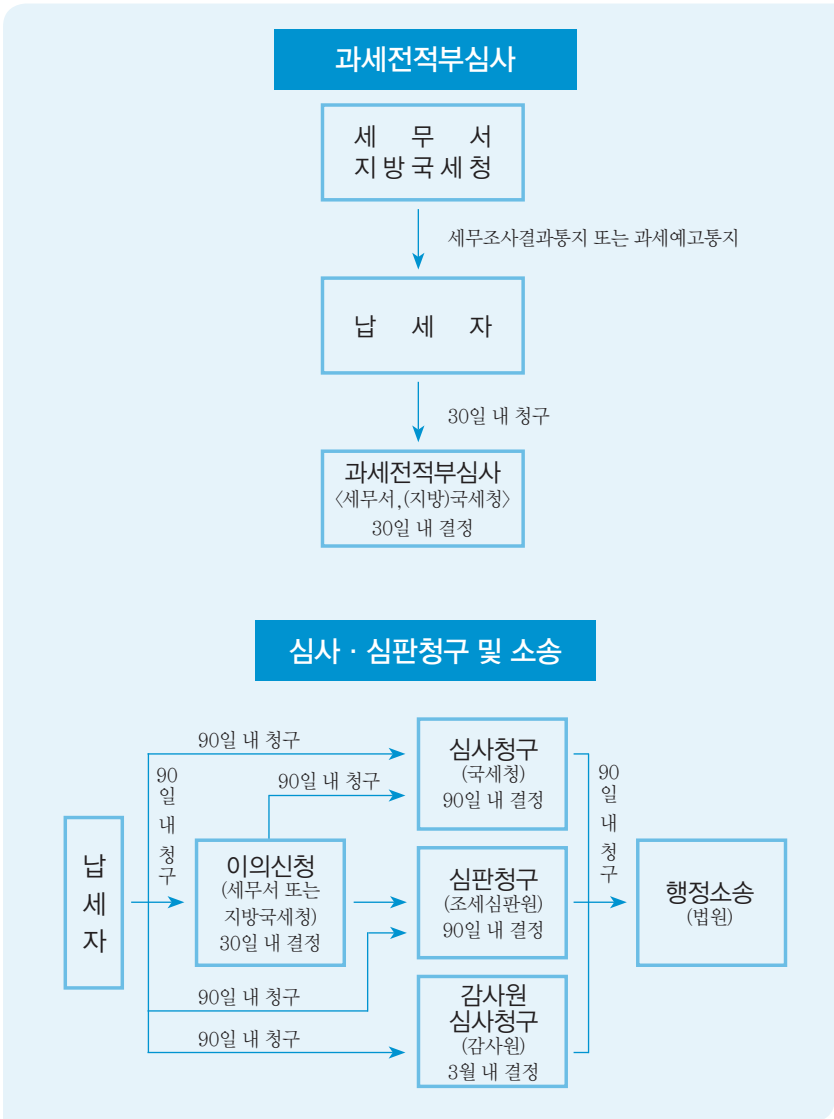 과세전적부심사
세 무 서
지방국세청
세무조사결과통지 또는 과세예고통지
납 세 자
30일 내 청구
과세전적부심사
〈세무서,(지방)국세청〉
30일 내 결정
심사 · 심판청구 및 소송
90일 내 청구
90일 내 청구
90일 내 청구
납세자
이의신청
(세무서 또는
지방국세청)
30일 내 결정
심사청구
(국세청)
90일 내 결정
심판청구
(조세심판원)
90일 내 결정
90일 내 청구
90일 내 청구
감사원
심사청구
(감사원)
3월 내 결정
90일 내 청구
행정소송
(법원)